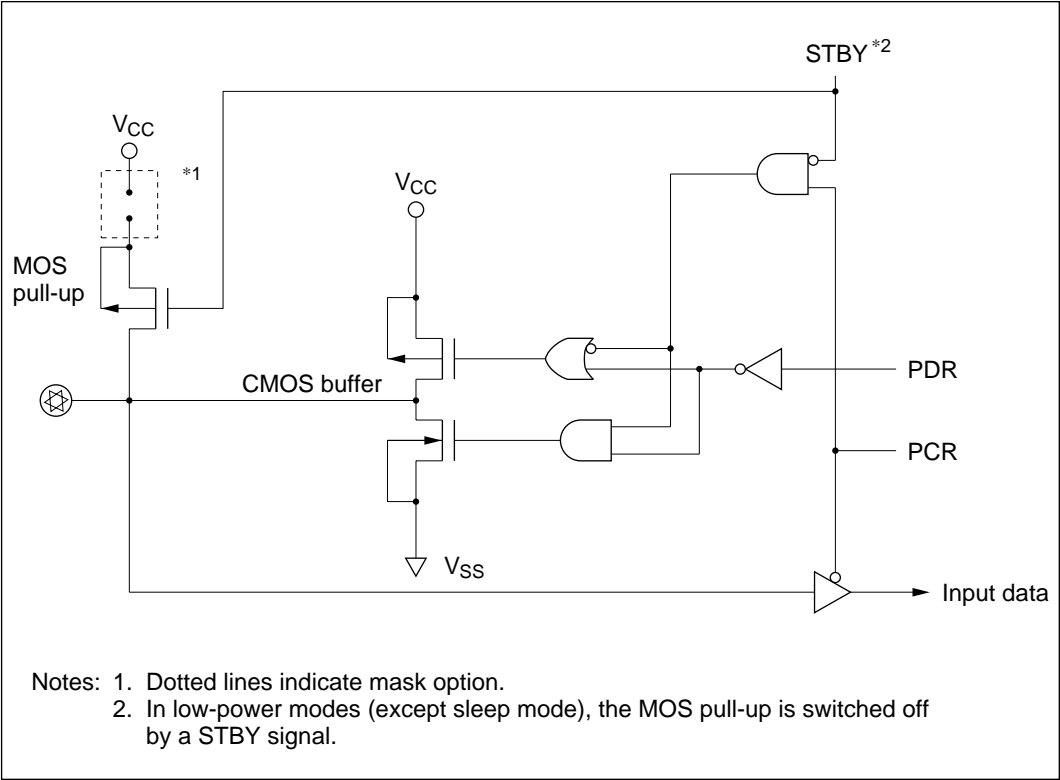 STBY *2
VCC
*1
VCC
MOS
pull-up
PDR
CMOS buffer
PCR
VSS
Input data
Notes: 1. Dotted lines indicate mask option.
2. In low-power modes (except sleep mode), the MOS pull-up is switched off
by a STBY signal.